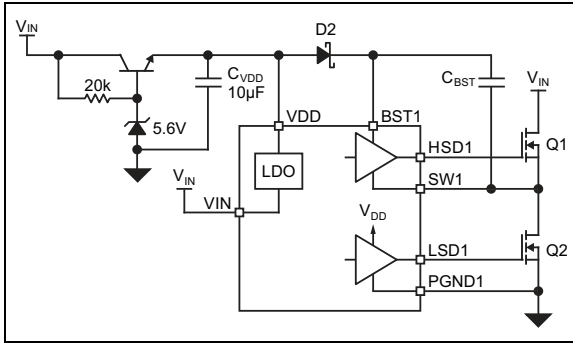 VIN
D2
20k
CVDD
10µF
CBST
VIN
5.6V
VDD
BST1
HSD1
Q1
LDO
VIN
SW1
VIN
VDD
LSD1
Q2
PGND1